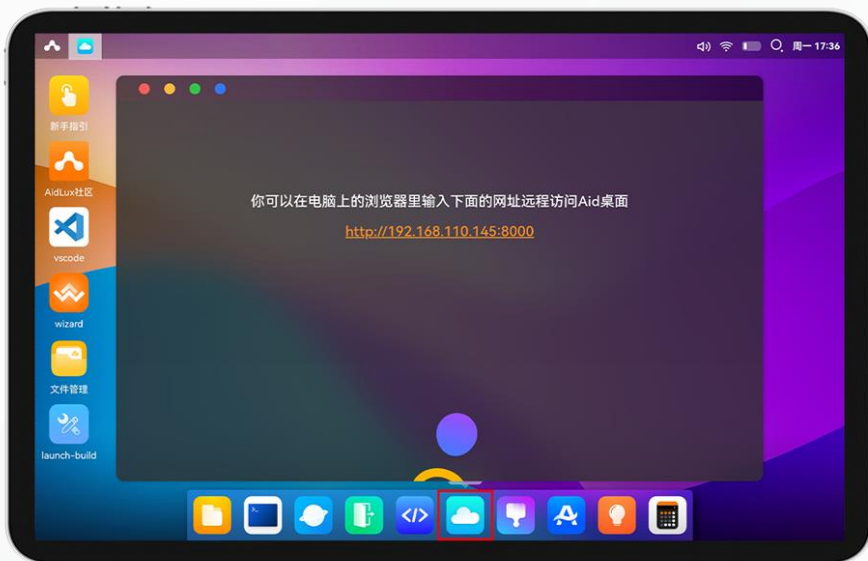 周一 17:36
新手指引
AidLux社区
vscode
wizard
文件管理
launch-build
你可以在电脑上的浏览器里输入下面的网址远程访问Aid桌面
http://192.168.110.145:8000